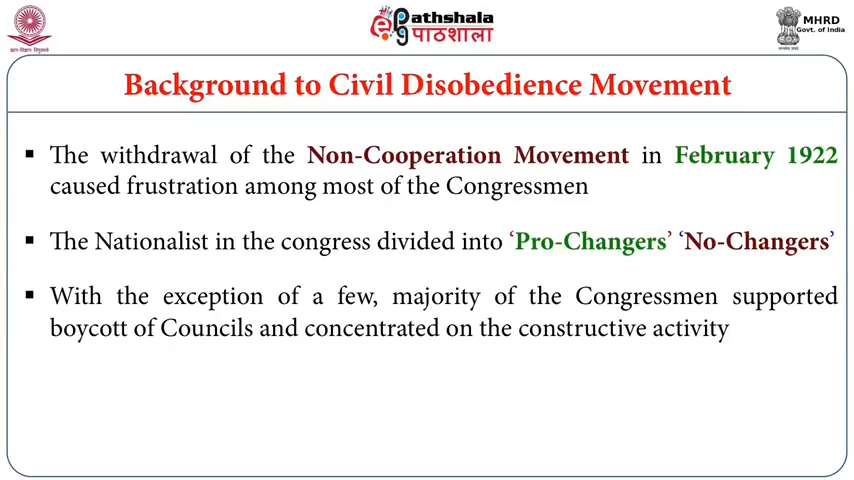 ePathshala
पाठशाला
MHRD
Govt. of India
Background to Civil Disobedience Movement
▪ The withdrawal of the Non-Cooperation Movement in February 1922
caused frustration among most of the Congressmen
▪ The Nationalist in the congress divided into ‘Pro-Changers’ ‘No-Changers’
▪ With the exception of a few, majority of the Congressmen supported
boycott of Councils and concentrated on the constructive activity